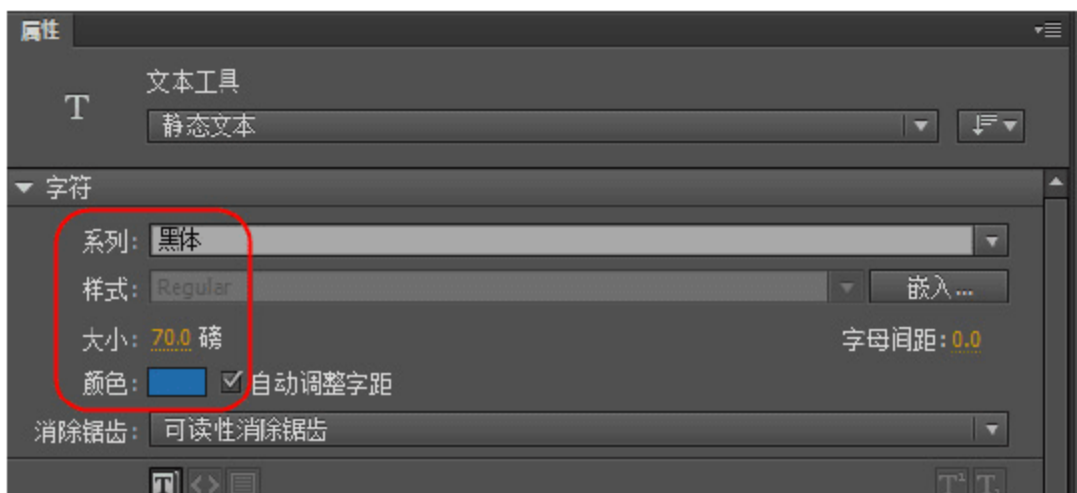 属性
T 文本工具
静态文本
字符
系列: 黑体
样式: Regular 嵌入...
大小: 70.0 磅 字母间距: 0.0
颜色: 自动调整字距
消除锯齿: 可读性消除锯齿